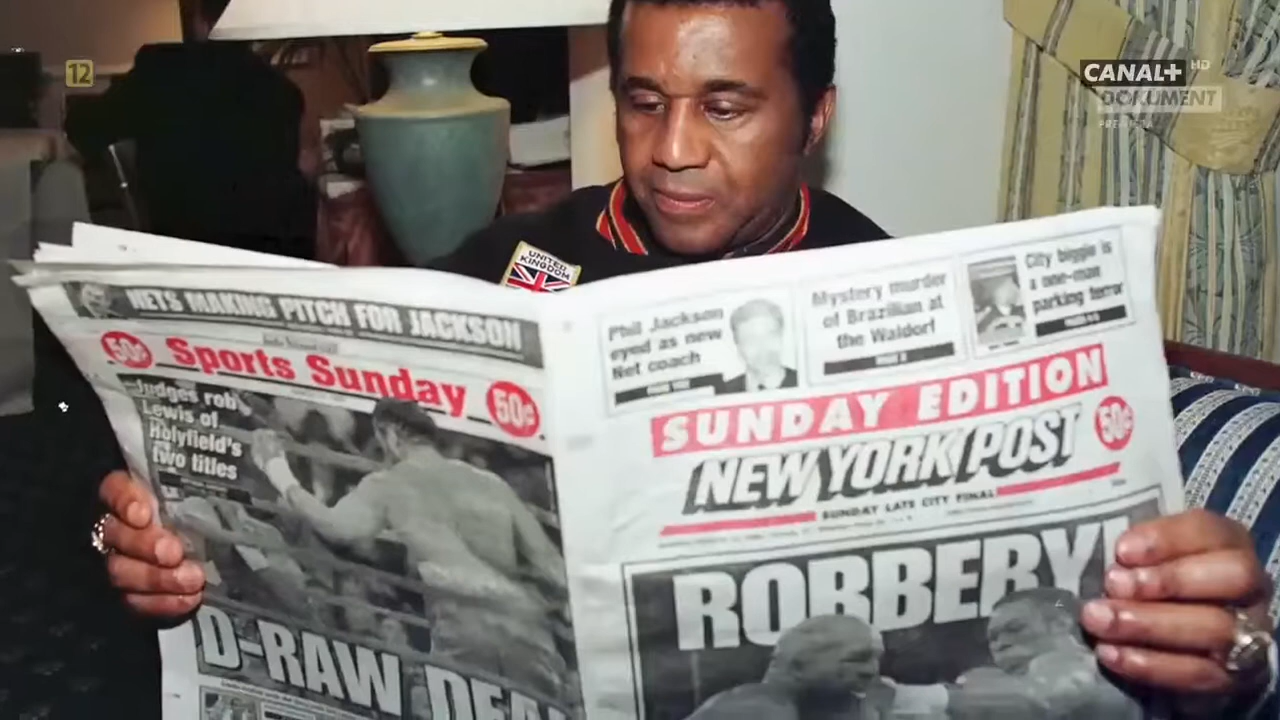 12
CANAL+ HD
DOKUMENT
PREMIERA
UNITED
KINGDOM
NETS MAKING PITCH FOR JACKSON
50¢ Sports Sunday 50¢
Judges rob
Lewis of
Holyfield's
two titles
D-RAW DEA
Phil Jackson
eyed as new
Net coach
Mystery murder
of Brazilian at
the Waldorf
City biggie is
a one-man
parking terror
SUNDAY EDITION
NEW YORK POST 50¢
SUNDAY LATE CITY FINAL
ROBBERY!